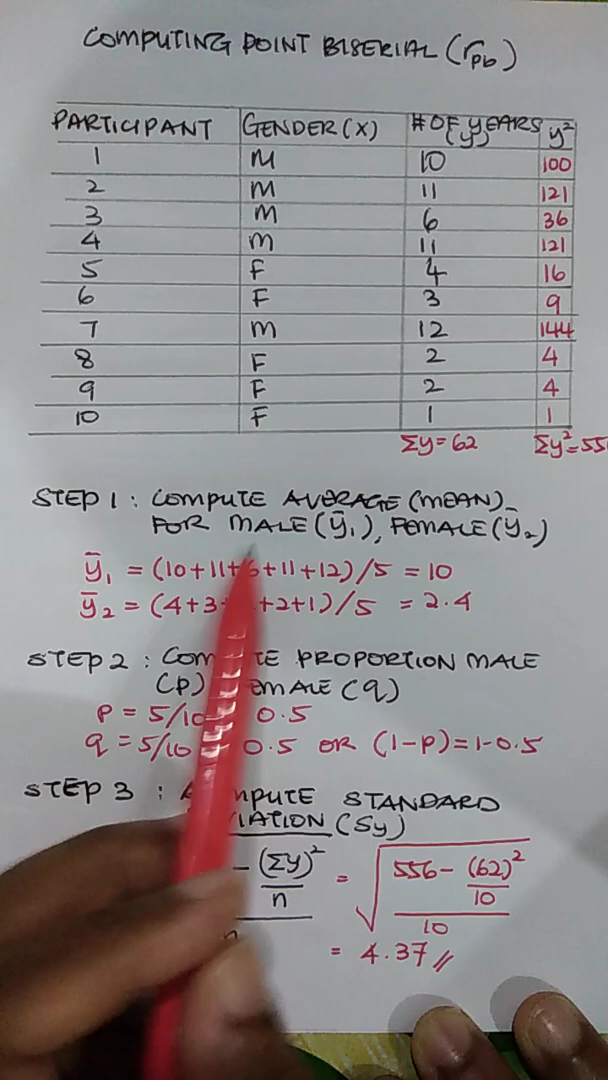 COMPUTING POINT BISERIAL (rpb)
PARTICIPANT GENDER(X) # OF YEARS (y) y²
1 M 10 100
2 M 11 121
3 M 6 36
4 M 11 121
5 F 4 16
6 F 3 9
7 M 12 144
8 F 2 4
9 F 2 4
10 F 1 1
Σy=62 Σy²=55
STEP 1 : COMPUTE AVERAGE (MEAN)
FOR MALE (ȳ₁), FEMALE (ȳ₂)
ȳ₁ = (10+11+6+11+12)/5 = 10
ȳ₂ = (4+3+ +2+1)/5 = 2.4
STEP 2 : COM TE PROPORTION MALE
(P) EMALE (q)
P = 5/10 0.5
q = 5/10 = 0.5 OR (1-P)=1-0.5
STEP 3 : MPUTE STANDARD
IATION (Sy)
- (Σy)²/n = √556-(62)²/10
n 10
= 4.37//